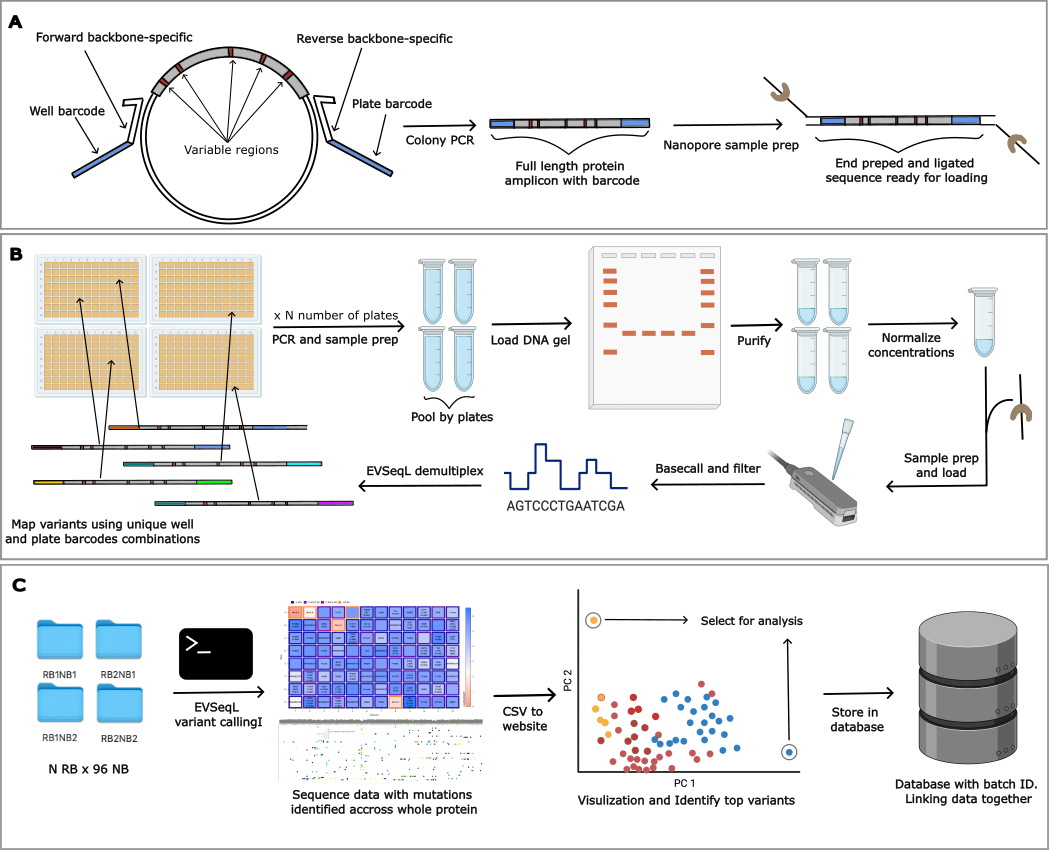 A
Forward backbone-specific
Reverse backbone-specific
Well barcode
Plate barcode
Variable regions
Colony PCR
Full length protein
amplicon with barcode
Nanopore sample prep
End preped and ligated
sequence ready for loading
B
x N number of plates
PCR and sample prep
Pool by plates
Load DNA gel
Purify
Normalize
concentrations
Sample prep
and load
Basecall and filter
AGTCCCTGAATCGA
EVSeqL demultiplex
Map variants using unique well
and plate barcodes combinations
C
RB1NB1
RB2NB1
RB1NB2
RB2NB2
N RB x 96 NB
EVSeqL
variant callingI
Sequence data with mutations
identified accross whole protein
CSV to
website
PC 2
PC 1
Select for analysis
Visulization and Identify top variants
Store in
database
Database with batch ID.
Linking data together